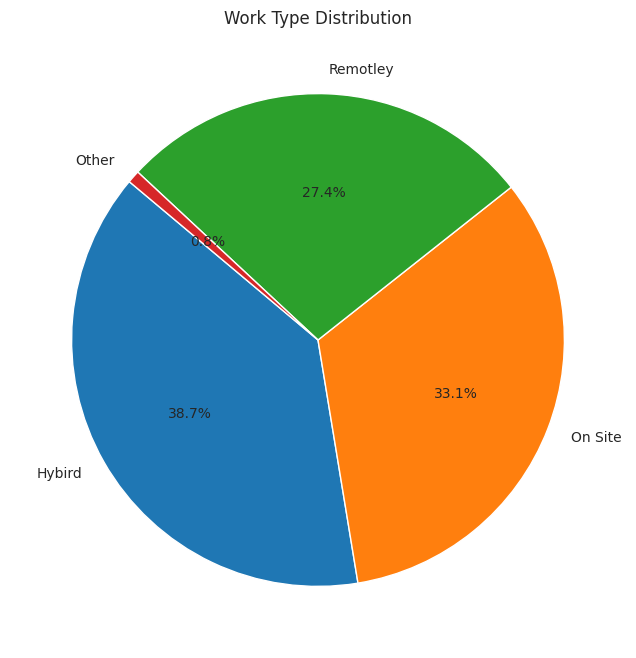 Work Type Distribution
Remotley
Other
27.4%
0.8%
33.1%
38.7%
On Site
Hybird